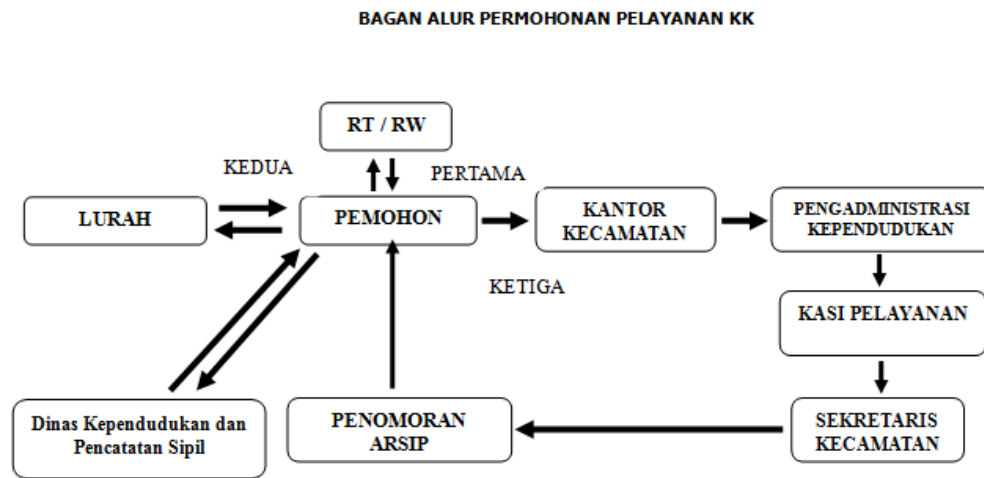 BAGAN ALUR PERMOHONAN PELAYANAN KK
RT / RW
KEDUA
PERTAMA
LURAH
PEMOHON
KANTOR
KECAMATAN
PENGADMINISTRASI
KEPENDUDUKAN
KETIGA
KASI PELAYANAN
Dinas Kependudukan dan
Pencatatan Sipil
PENOMORAN
ARSIP
SEKRETARIS
KECAMATAN